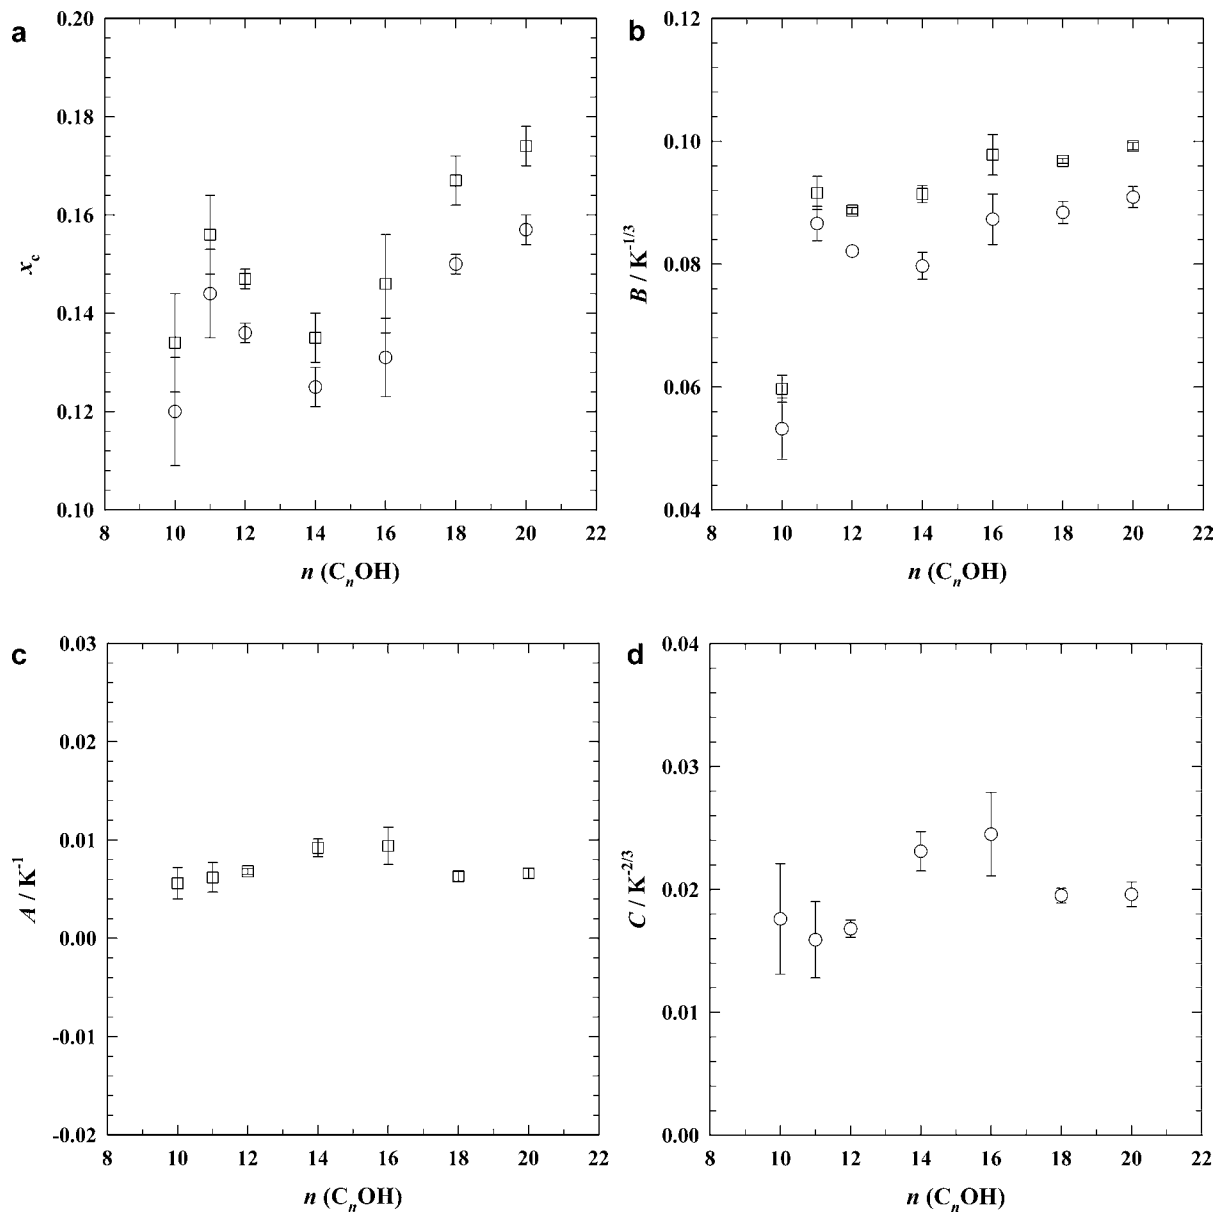 a
0.20
0.18
0.16
0.14
0.12
0.10
x_c
8 10 12 14 16 18 20 22
n (C_nOH)
b
0.12
0.10
0.08
0.06
0.04
B / K^-1/3
8 10 12 14 16 18 20 22
n (C_nOH)
c
0.03
0.02
0.01
0.00
-0.01
-0.02
A / K^-1
8 10 12 14 16 18 20 22
n (C_nOH)
d
0.04
0.03
0.02
0.01
0.00
C / K^-2/3
8 10 12 14 16 18 20 22
n (C_nOH)